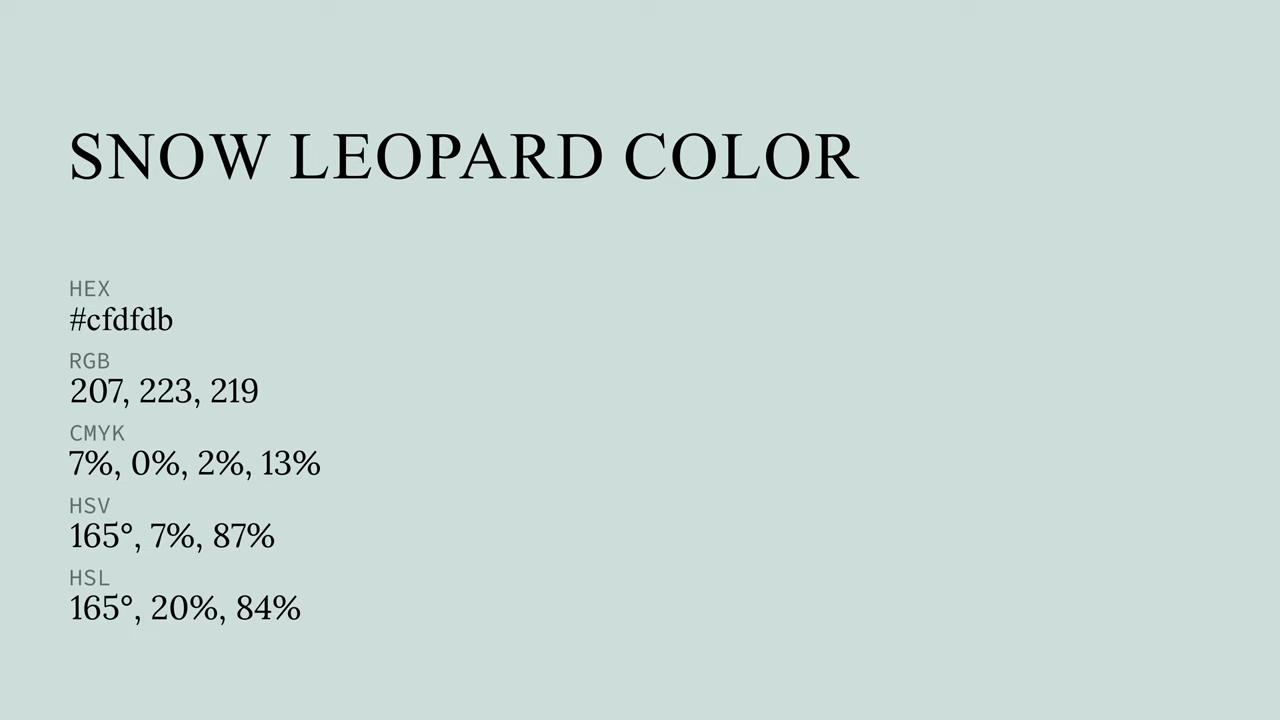 SNOW LEOPARD COLOR
HEX
#cfdfdb
RGB
207, 223, 219
CMYK
7%, 0%, 2%, 13%
HSV
165°, 7%, 87%
HSL
165°, 20%, 84%